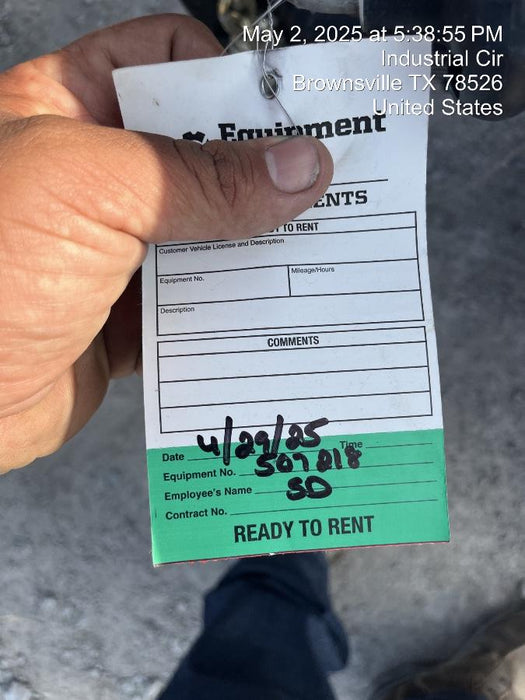 May 2, 2025 at 5:38:55 PM
Industrial Cir
Brownsville TX 78526
United States
Equipment
TO RENT
Customer Vehicle License and Description
Equipment No.
Mileage/Hours
Description
COMMENTS
Date 4/29/25 Time
Equipment No. 507218
Employee's Name SD
Contract No.
READY TO RENT